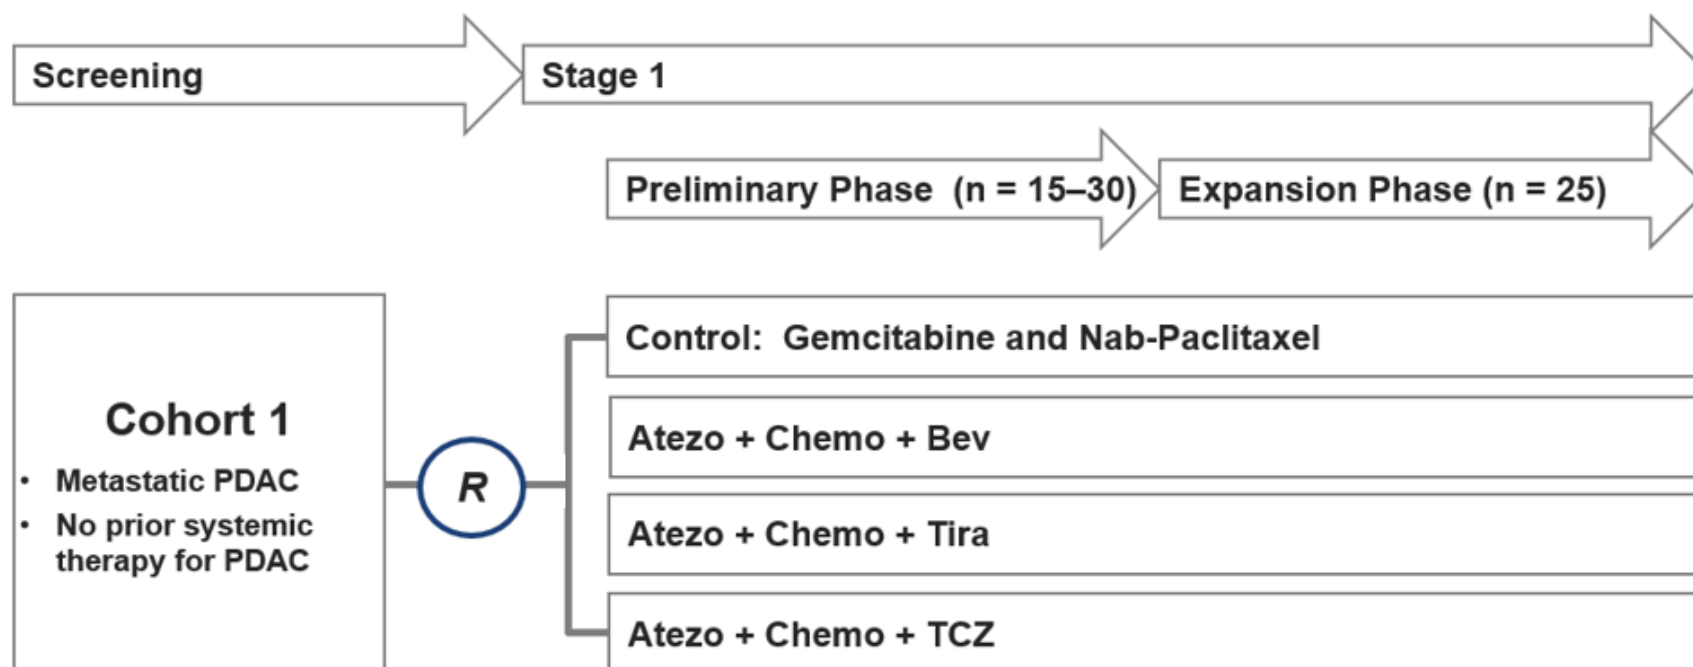 Screening
Stage 1
Preliminary Phase (n = 15–30)
Expansion Phase (n = 25)
Cohort 1
• Metastatic PDAC
• No prior systemic
therapy for PDAC
R
Control: Gemcitabine and Nab-Paclitaxel
Atezo + Chemo + Bev
Atezo + Chemo + Tira
Atezo + Chemo + TCZ